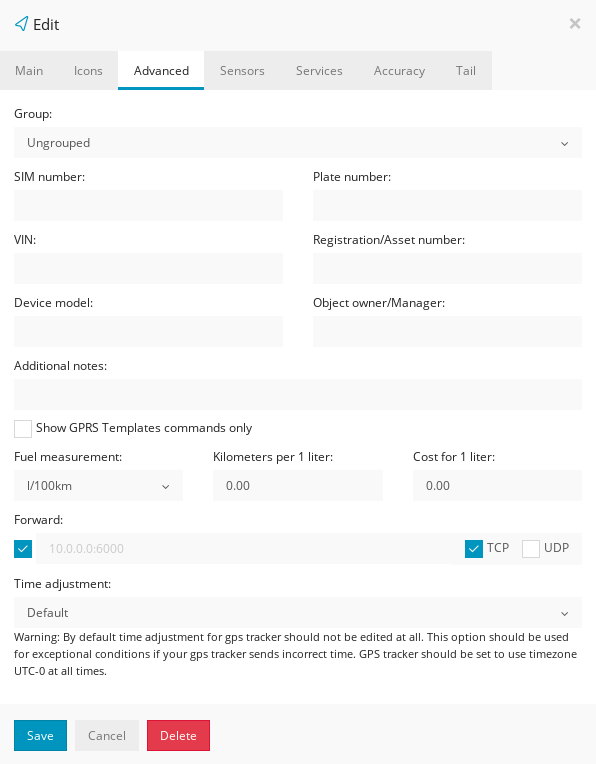 Edit
Main Icons Advanced Sensors Services Accuracy Tail
Group:
Ungrouped
SIM number: Plate number:
VIN: Registration/Asset number:
Device model: Object owner/Manager:
Additional notes:
Show GPRS Templates commands only
Fuel measurement: Kilometers per 1 liter: Cost for 1 liter:
l/100km 0.00 0.00
Forward:
10.0.0.0:6000 TCP UDP
Time adjustment:
Default
Warning: By default time adjustment for gps tracker should not be edited at all. This option should be used
for exceptional conditions if your gps tracker sends incorrect time. GPS tracker should be set to use timezone
UTC-0 at all times.
Save Cancel Delete